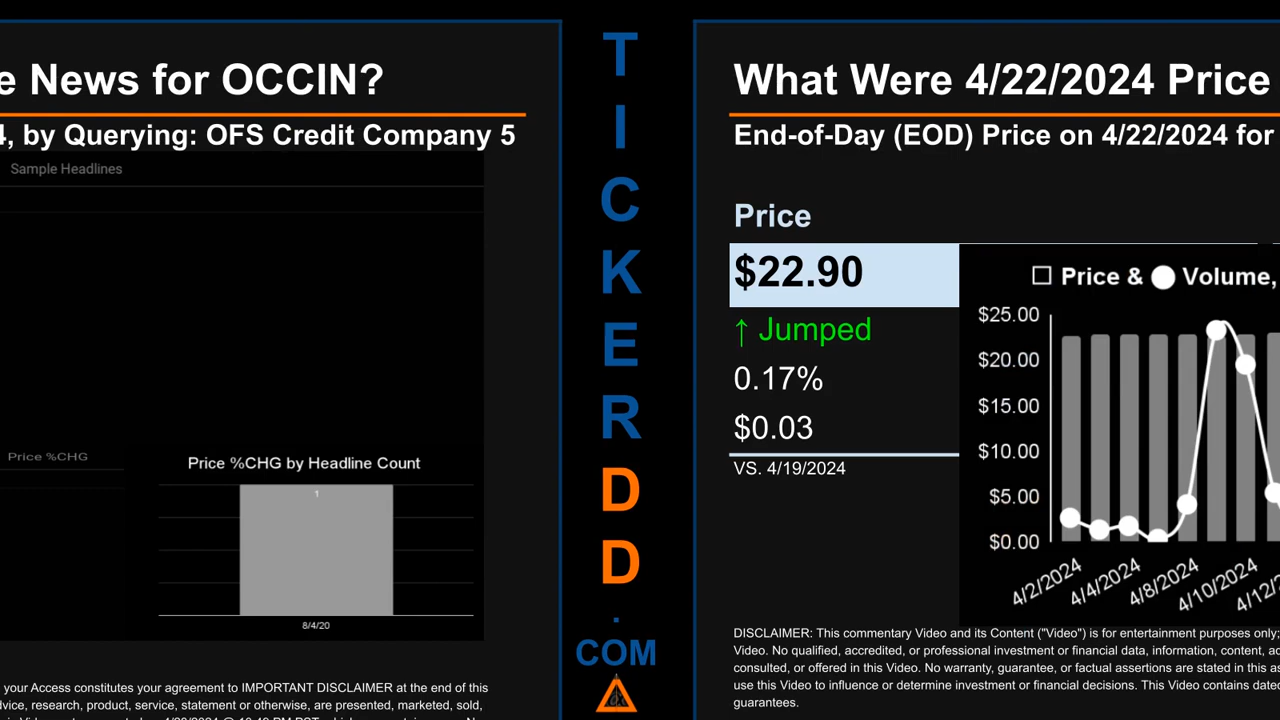 e News for OCCIN?
4, by Querying: OFS Credit Company 5
Sample Headlines
Price %CHG
Price %CHG by Headline Count
1
8/4/20
your Access constitutes your agreement to IMPORTANT DISCLAIMER at the end of this
dvice, research, product, service, statement or otherwise, are presented, marketed, sold,
T
I
C
K
E
R
D
D
.
COM
What Were 4/22/2024 Price
End-of-Day (EOD) Price on 4/22/2024 for
Price
$22.90
↑ Jumped
0.17%
$0.03
VS. 4/19/2024
Price & Volume,
$25.00
$20.00
$15.00
$10.00
$5.00
$0.00
4/2/2024
4/4/2024
4/8/2024
4/10/2024
4/12/2
DISCLAIMER: This commentary Video and its Content ("Video") is for entertainment purposes only;
Video. No qualified, accredited, or professional investment or financial data, information, content, ad
consulted, or offered in this Video. No warranty, guarantee, or factual assertions are stated in this as
use this Video to influence or determine investment or financial decisions. This Video contains dated
guarantees.